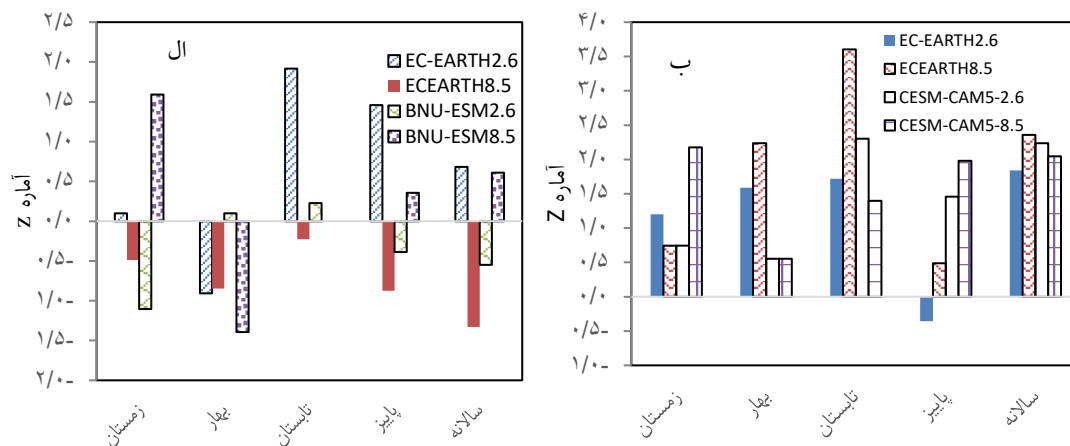 آماره Z
۲/۵
۲/۰
۱/۵
۱/۰
۰/۵
۰/۰
۰/۵-
۱/۰-
۱/۵-
۲/۰-
ال
EC-EARTH2.6
ECEARTH8.5
BNU-ESM2.6
BNU-ESM8.5
زمستان
بهار
تابستان
پاییز
سالانه
آماره Z
۴/۰
۳/۵
۳/۰
۲/۵
۲/۰
۱/۵
۱/۰
۰/۵
۰/۰
۰/۵-
۱/۰-
ب
EC-EARTH2.6
ECEARTH8.5
CESM-CAM5-2.6
CESM-CAM5-8.5
زمستان
بهار
تابستان
پاییز
سالانه